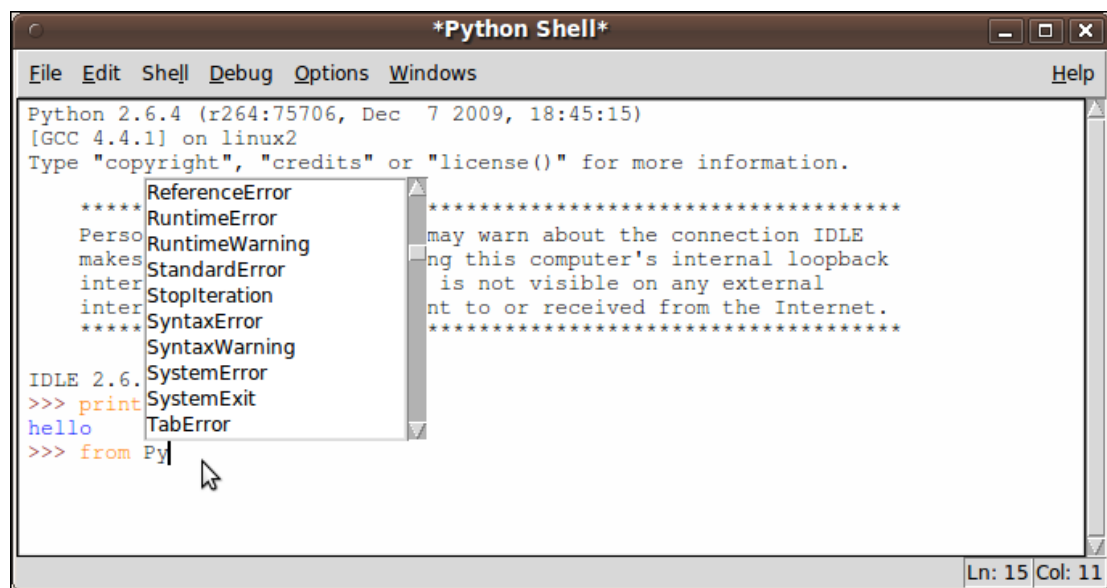 *Python Shell*
File Edit Shell Debug Options Windows Help
Python 2.6.4 (r264:75706, Dec  7 2009, 18:45:15)
[GCC 4.4.1] on linux2
Type "copyright", "credits" or "license()" for more information.
***** *************************************
Perso may warn about the connection IDLE
makes ng this computer's internal loopback
inter is not visible on any external
inter nt to or received from the Internet.
***** *************************************
IDLE 2.6.
>>> print
hello
>>> from Py
ReferenceError
RuntimeError
RuntimeWarning
StandardError
StopIteration
SyntaxError
SyntaxWarning
SystemError
SystemExit
TabError
Ln: 15 Col: 11